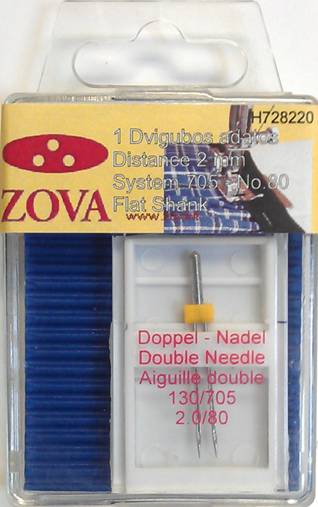 H728220
1 Dvigubos adatos
Distance 2 mm
System 705 - No.80
Flat Shank
ZOVA
Doppel - Nadel
Double Needle
Aiguille double
130/705
2.0/80